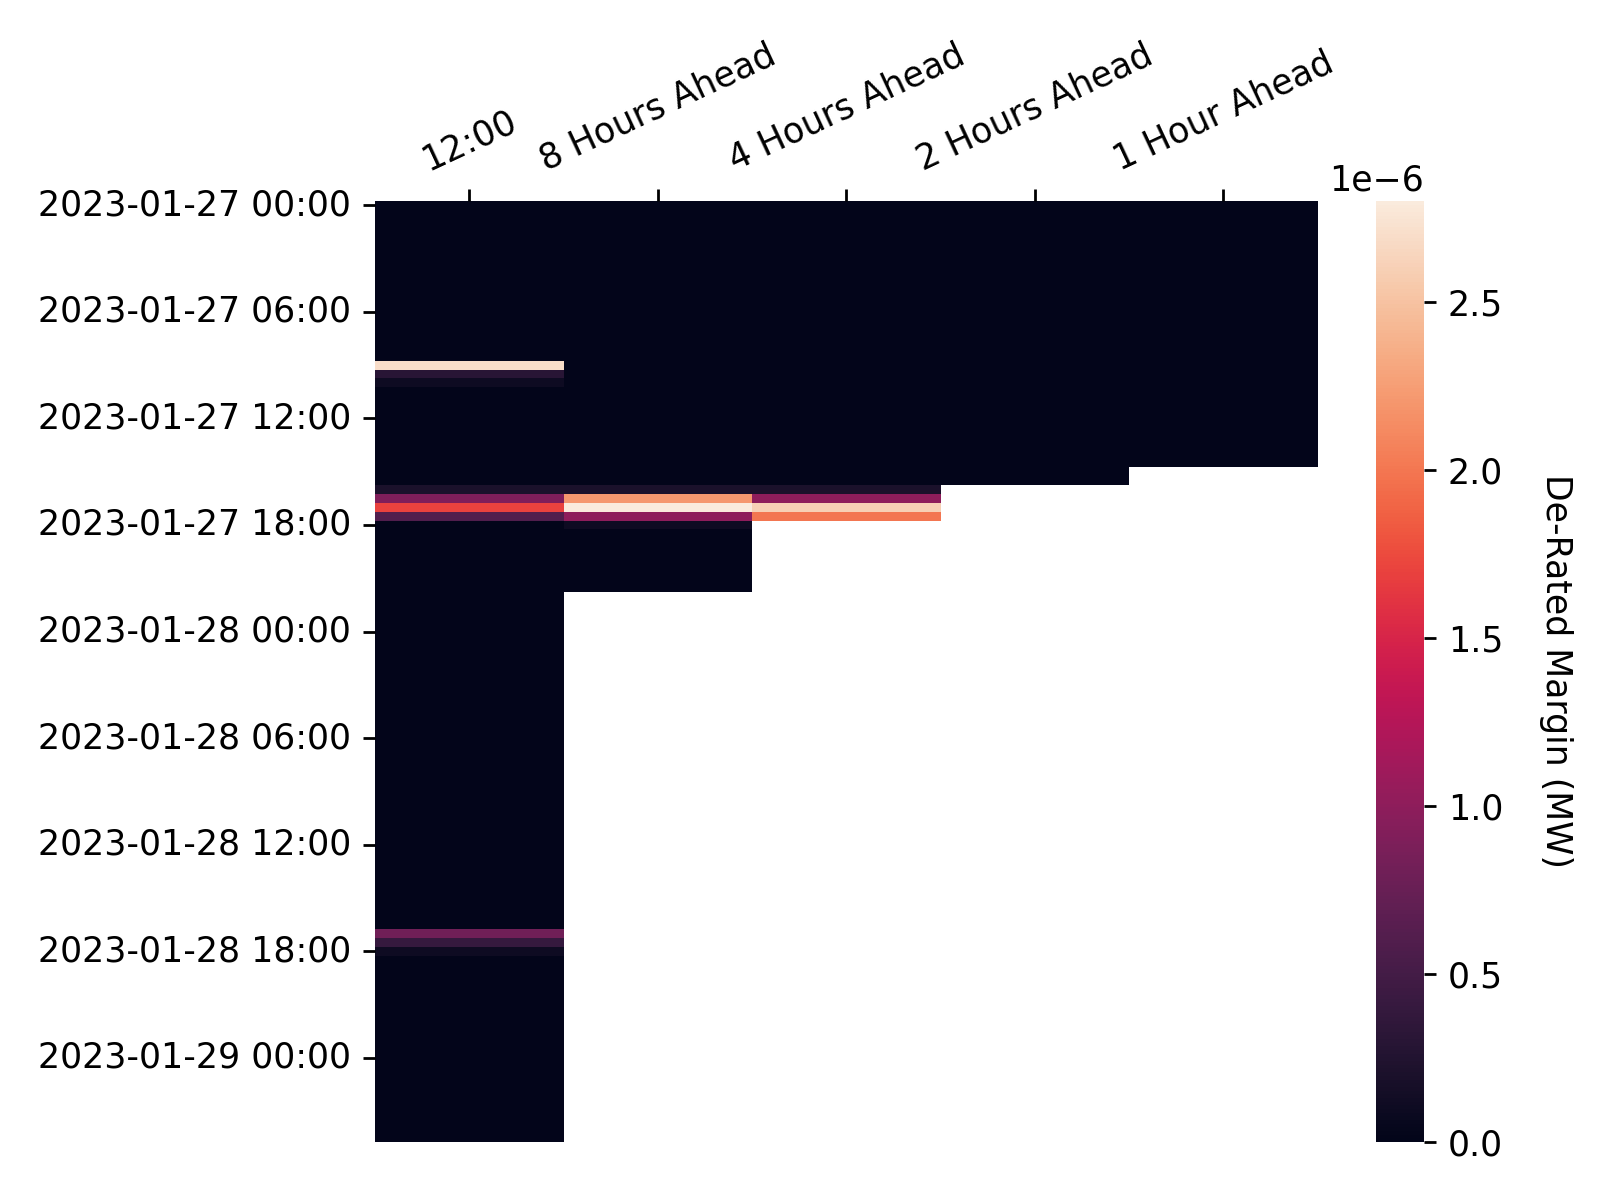 12:00
8 Hours Ahead
4 Hours Ahead
2 Hours Ahead
1 Hour Ahead
1e−6
2023-01-27 00:00
2023-01-27 06:00
2023-01-27 12:00
2023-01-27 18:00
2023-01-28 00:00
2023-01-28 06:00
2023-01-28 12:00
2023-01-28 18:00
2023-01-29 00:00
2.5
2.0
1.5
1.0
0.5
0.0
De-Rated Margin (MW)